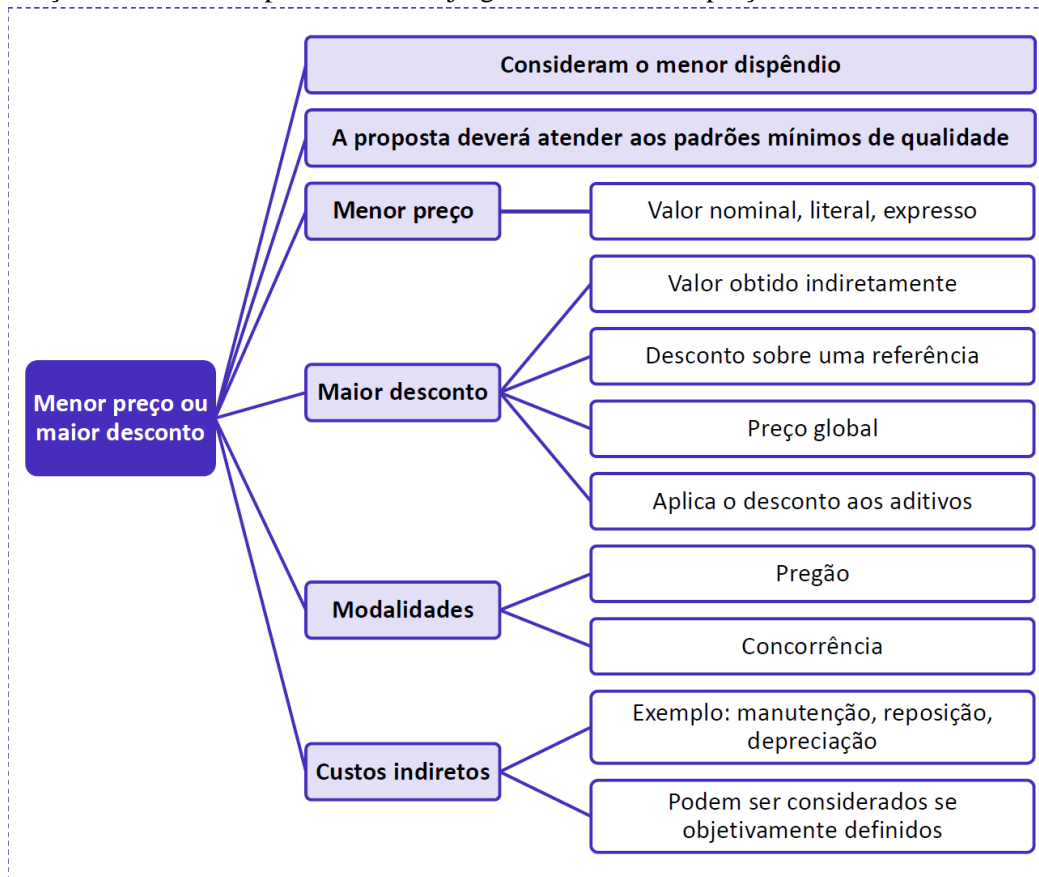 Menor preço ou
maior desconto
Consideram o menor dispêndio
A proposta deverá atender aos padrões mínimos de qualidade
Menor preço
Valor nominal, literal, expresso
Maior desconto
Valor obtido indiretamente
Desconto sobre uma referência
Preço global
Aplica o desconto aos aditivos
Modalidades
Pregão
Concorrência
Custos indiretos
Exemplo: manutenção, reposição,
depreciação
Podem ser considerados se
objetivamente definidos